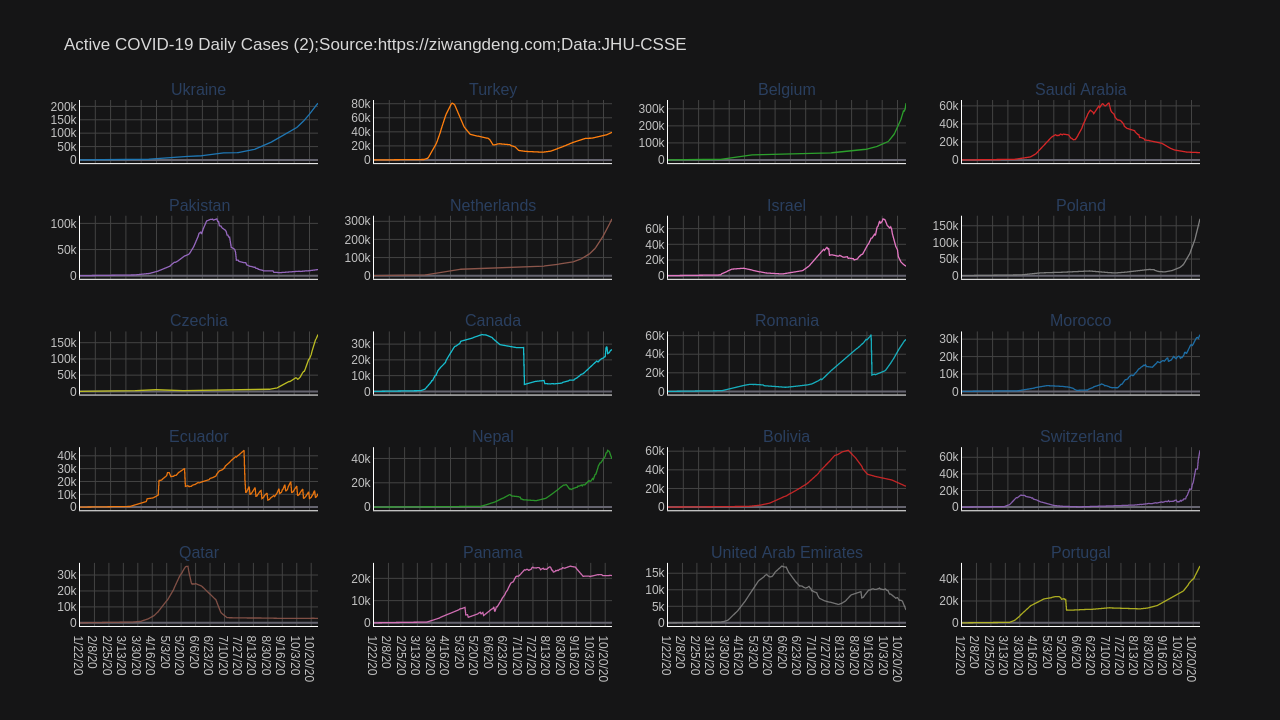 Active COVID-19 Daily Cases (2);Source:https://ziwangdeng.com;Data:JHU-CSSE
Ukraine
200k
150k
100k
50k
0
Turkey
80k
60k
40k
20k
0
Belgium
300k
200k
100k
0
Saudi Arabia
60k
40k
20k
0
Pakistan
100k
50k
0
Netherlands
300k
200k
100k
0
Israel
60k
40k
20k
0
Poland
150k
100k
50k
0
Czechia
150k
100k
50k
0
Canada
30k
20k
10k
0
Romania
60k
40k
20k
0
Morocco
30k
20k
10k
0
Ecuador
40k
30k
20k
10k
0
Nepal
40k
20k
0
Bolivia
60k
40k
20k
0
Switzerland
60k
40k
20k
0
Qatar
30k
20k
10k
0
1/22/20
2/8/20
2/25/20
3/13/20
3/30/20
4/16/20
5/3/20
5/20/20
6/6/20
6/23/20
7/10/20
7/27/20
8/13/20
8/30/20
9/16/20
10/3/20
10/20/20
Panama
20k
10k
0
1/22/20
2/8/20
2/25/20
3/13/20
3/30/20
4/16/20
5/3/20
5/20/20
6/6/20
6/23/20
7/10/20
7/27/20
8/13/20
8/30/20
9/16/20
10/3/20
10/20/20
United Arab Emirates
15k
10k
5k
0
1/22/20
2/8/20
2/25/20
3/13/20
3/30/20
4/16/20
5/3/20
5/20/20
6/6/20
6/23/20
7/10/20
7/27/20
8/13/20
8/30/20
9/16/20
10/3/20
10/20/20
Portugal
40k
20k
0
1/22/20
2/8/20
2/25/20
3/13/20
3/30/20
4/16/20
5/3/20
5/20/20
6/6/20
6/23/20
7/10/20
7/27/20
8/13/20
8/30/20
9/16/20
10/3/20
10/20/20